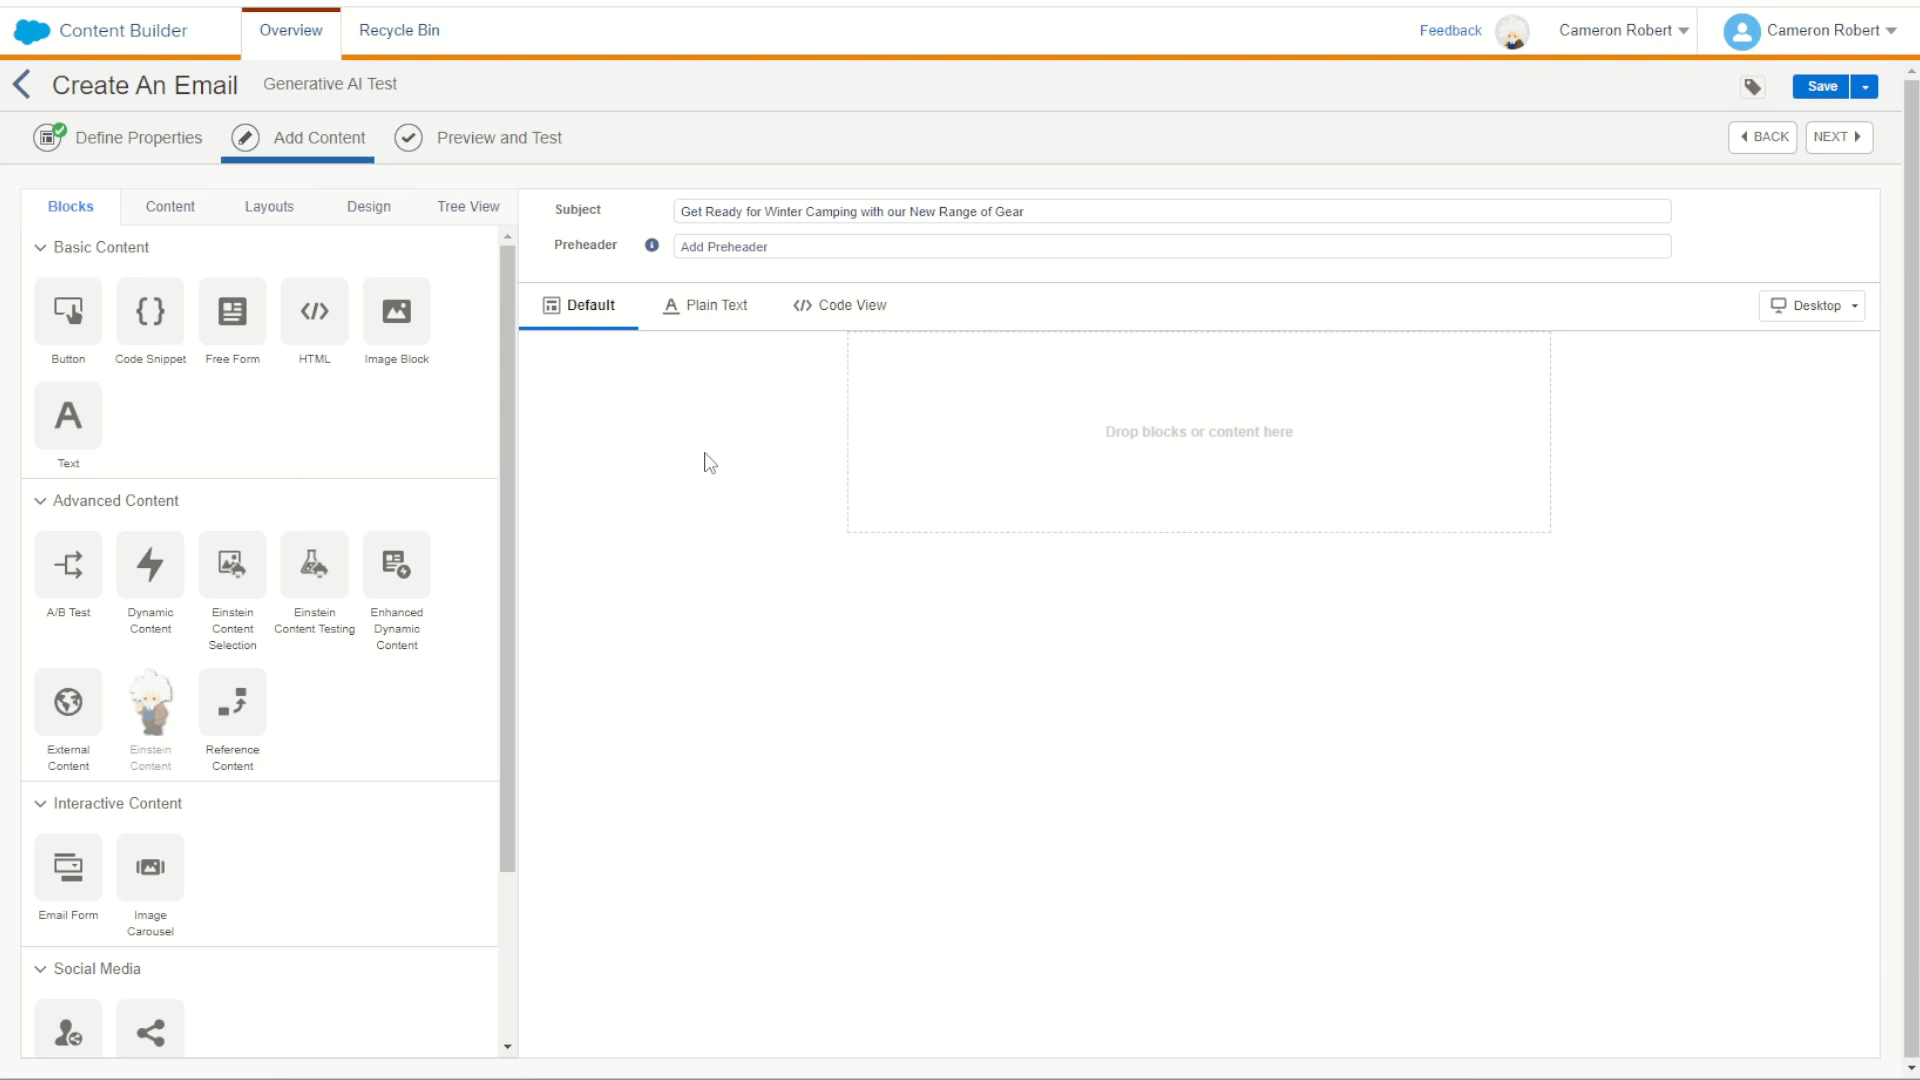 Content Builder
Overview
Recycle Bin
Feedback
Cameron Robert
Cameron Robert
Create An Email
Generative AI Test
Save
Define Properties
Add Content
Preview and Test
BACK
NEXT
Blocks
Content
Layouts
Design
Tree View
Subject
Get Ready for Winter Camping with our New Range of Gear
Preheader
Add Preheader
Basic Content
Button
Code Snippet
Free Form
HTML
Image Block
Text
Default
Plain Text
Code View
Desktop
Drop blocks or content here
Advanced Content
A/B Test
Dynamic
Content
Einstein
Content
Selection
Einstein
Content Testing
Enhanced
Dynamic
Content
External
Content
Einstein
Content
Reference
Content
Interactive Content
Email Form
Image
Carousel
Social Media